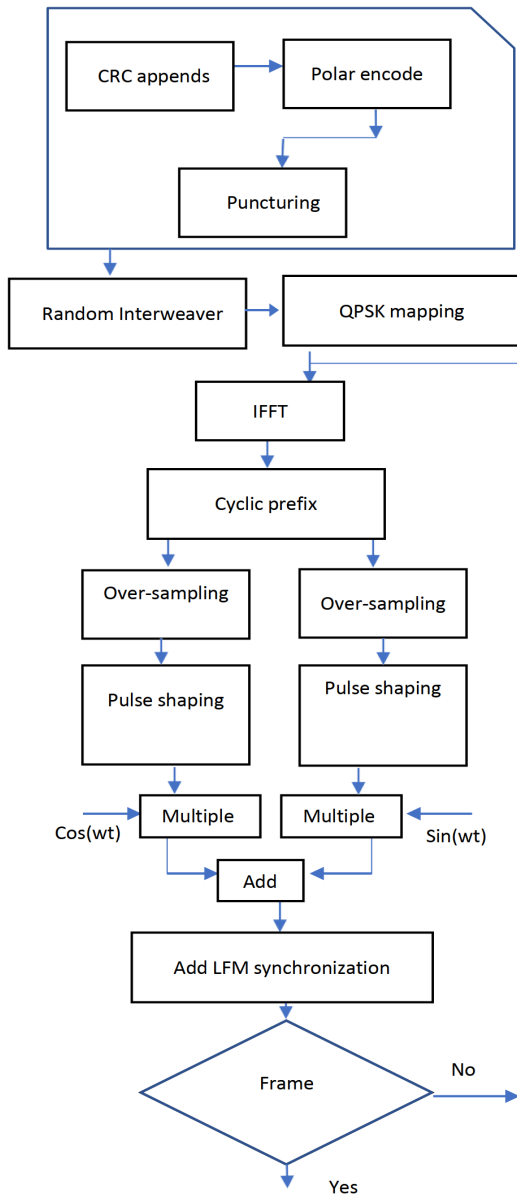 CRC appends
Polar encode
Puncturing
Random Interweaver
QPSK mapping
IFFT
Cyclic prefix
Over-sampling
Over-sampling
Pulse shaping
Pulse shaping
Multiple
Multiple
Cos(wt)
Sin(wt)
Add
Add LFM synchronization
Frame
No
Yes